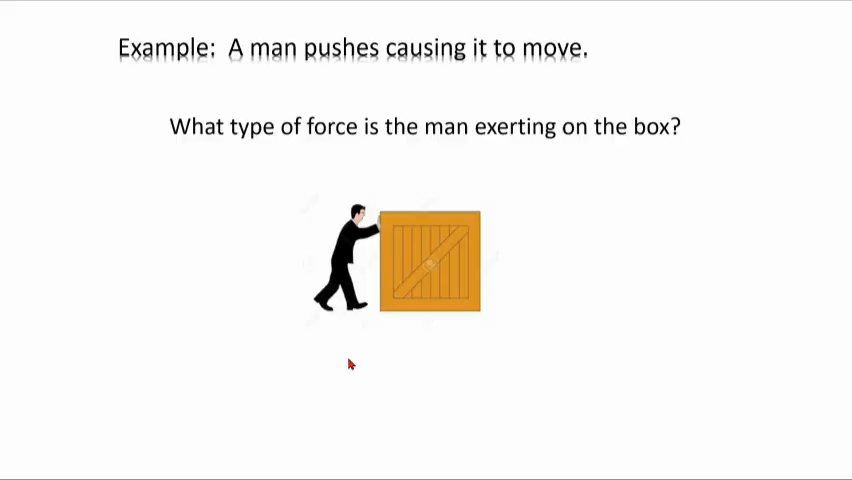 Example:  A man pushes causing it to move.
What type of force is the man exerting on the box?